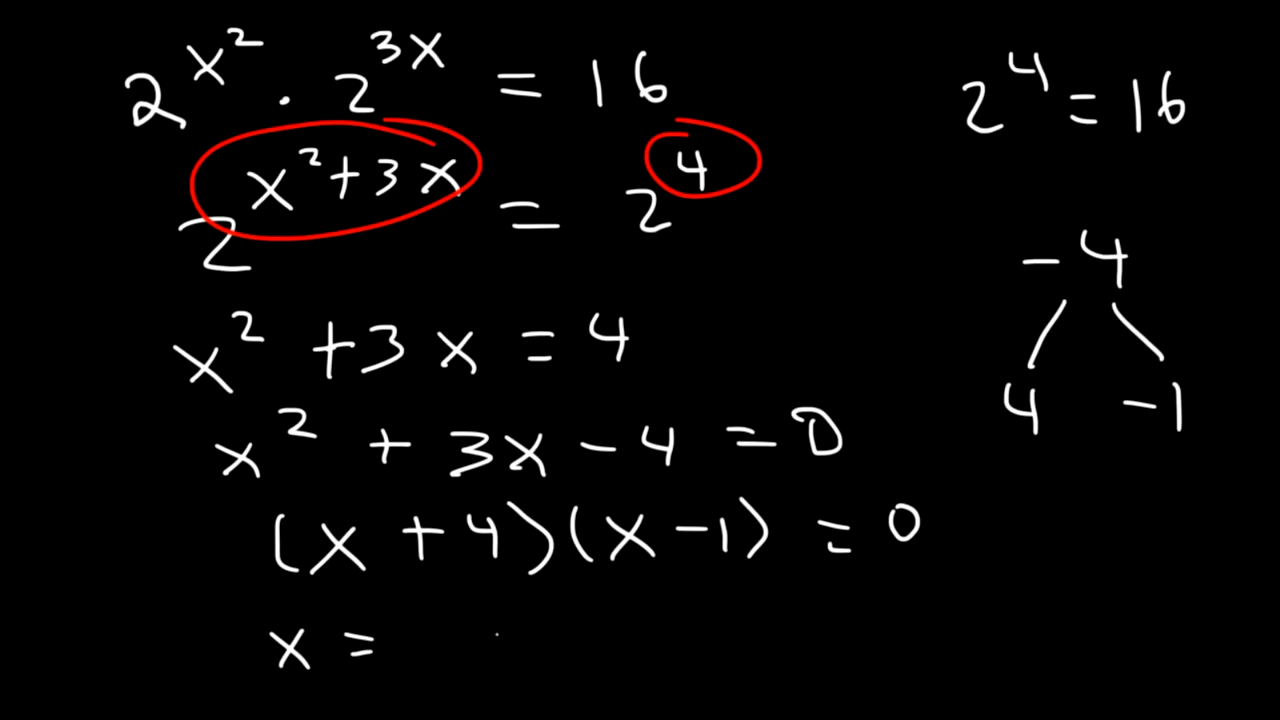 2^{x^2} · 2^{3x} = 16
2^{x^2+3x} = 2^4
x^2 +3x = 4
x^2 + 3x - 4 = 0
(x + 4)(x - 1) = 0
x =
2^4 = 16
-4
4 -1